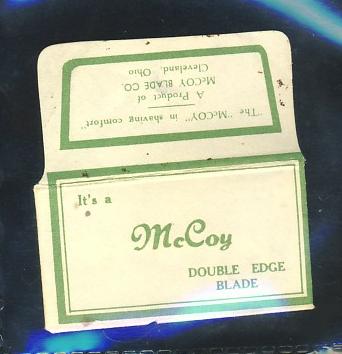 "The "McCOY" in shaving comfort"
A Product of
McCOY BLADE CO.
Cleveland, Ohio
It's a
McCoy
DOUBLE EDGE
BLADE